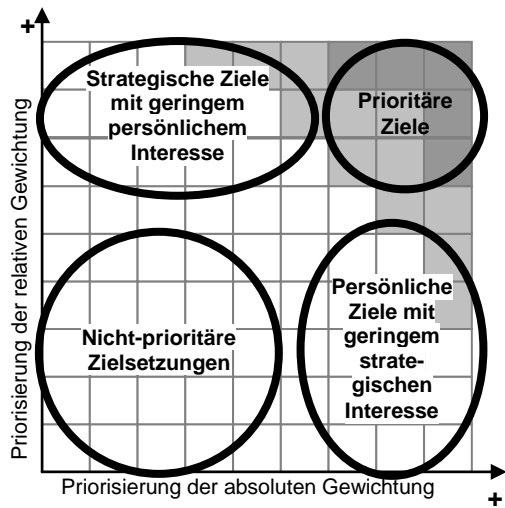 +
Priorisierung der relativen Gewichtung
Strategische Ziele
mit geringem
persönlichem
Interesse
Prioritäre
Ziele
Nicht-prioritäre
Zielsetzungen
Persönliche
Ziele mit
geringem
strate-
gischen
Interesse
Priorisierung der absoluten Gewichtung
+